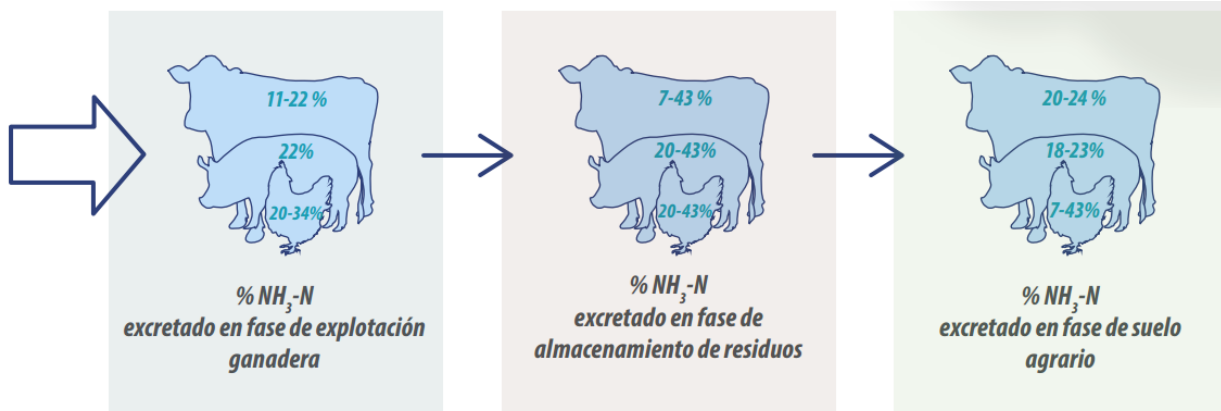 11-22 %
22%
20-34%
% NH₃-N
excretado en fase de explotación
ganadera
7-43 %
20-43%
20-43%
% NH₃-N
excretado en fase de
almacenamiento de residuos
20-24 %
18-23%
7-43%
% NH₃-N
excretado en fase de suelo
agrario